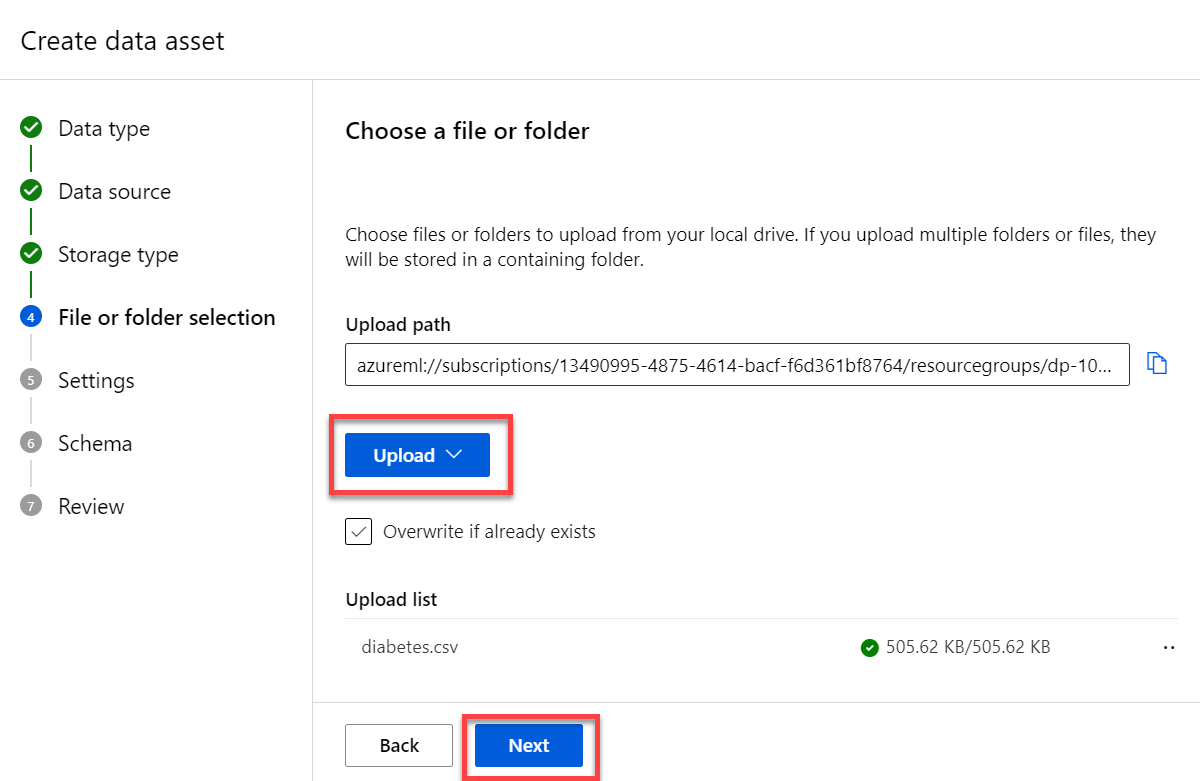 Create data asset
Data type
Data source
Storage type
4 File or folder selection
5 Settings
6 Schema
7 Review
Choose a file or folder
Choose files or folders to upload from your local drive. If you upload multiple folders or files, they
will be stored in a containing folder.
Upload path
azureml://subscriptions/13490995-4875-4614-bacf-f6d361bf8764/resourcegroups/dp-10...
Upload
Overwrite if already exists
Upload list
diabetes.csv 505.62 KB/505.62 KB
Back Next